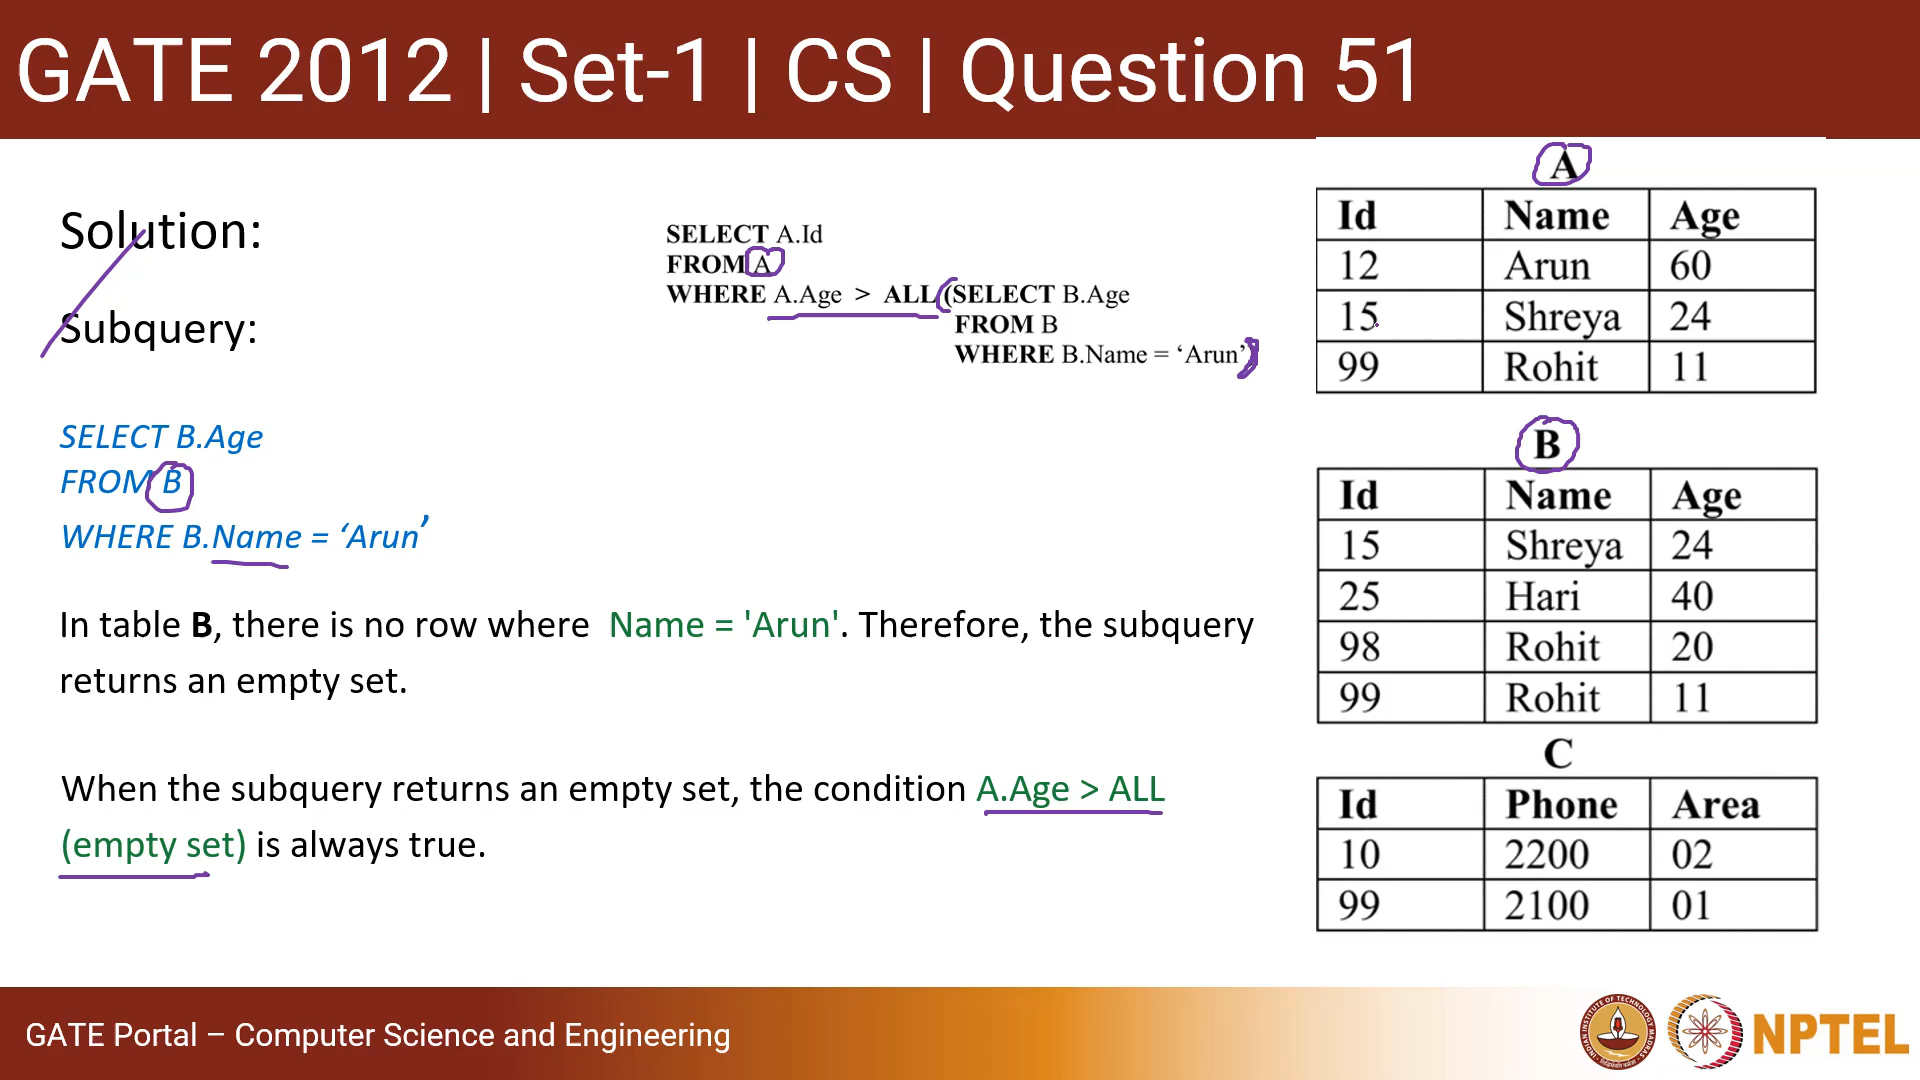 GATE 2012 | Set-1 | CS | Question 51
Solution:
Subquery:
SELECT A.Id
FROM A
WHERE A.Age > ALL (SELECT B.Age
FROM B
WHERE B.Name = ‘Arun’)
SELECT B.Age
FROM B
WHERE B.Name = ‘Arun’
In table B, there is no row where Name = 'Arun'. Therefore, the subquery
returns an empty set.
When the subquery returns an empty set, the condition A.Age > ALL
(empty set) is always true.
A
Id Name Age
12 Arun 60
15 Shreya 24
99 Rohit 11
B
Id Name Age
15 Shreya 24
25 Hari 40
98 Rohit 20
99 Rohit 11
C
Id Phone Area
10 2200 02
99 2100 01
GATE Portal – Computer Science and Engineering
NPTEL